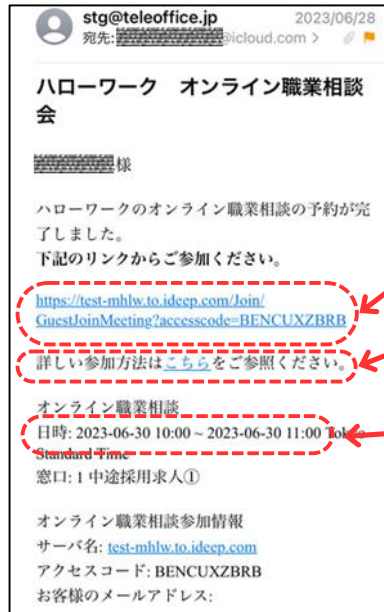 stg@teleoffice.jp 2023/06/28
宛先: @icloud.com >
ハローワーク オンライン職業相談
会
様
ハローワークのオンライン職業相談の予約が完
了しました。
下記のリンクからご参加ください。
https://test-mhlw.to.ideep.com/Join/
GuestJoinMeeting?accesscode=BENCUXZBRB
詳しい参加方法はこちらをご参照ください。
オンライン職業相談
日時: 2023-06-30 10:00 ~ 2023-06-30 11:00 Tokyo
Standard Time
窓口: 1 中途採用求人①
オンライン職業相談参加情報
サーバ名: test-mhlw.to.ideep.com
アクセスコード: BENCUXZBRB
お客様のメールアドレス: